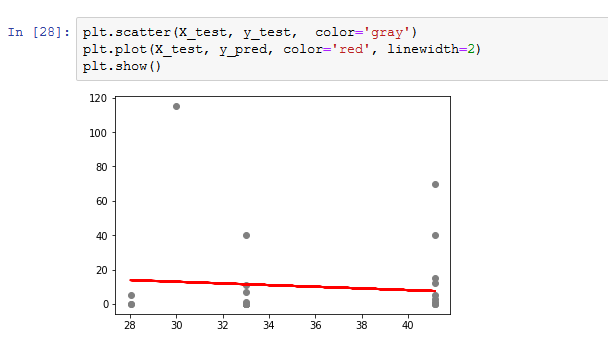 In [28]: plt.scatter(X_test, y_test,  color='gray')
plt.plot(X_test, y_pred, color='red', linewidth=2)
plt.show()
120
100
80
60
40
20
0
28 30 32 34 36 38 40